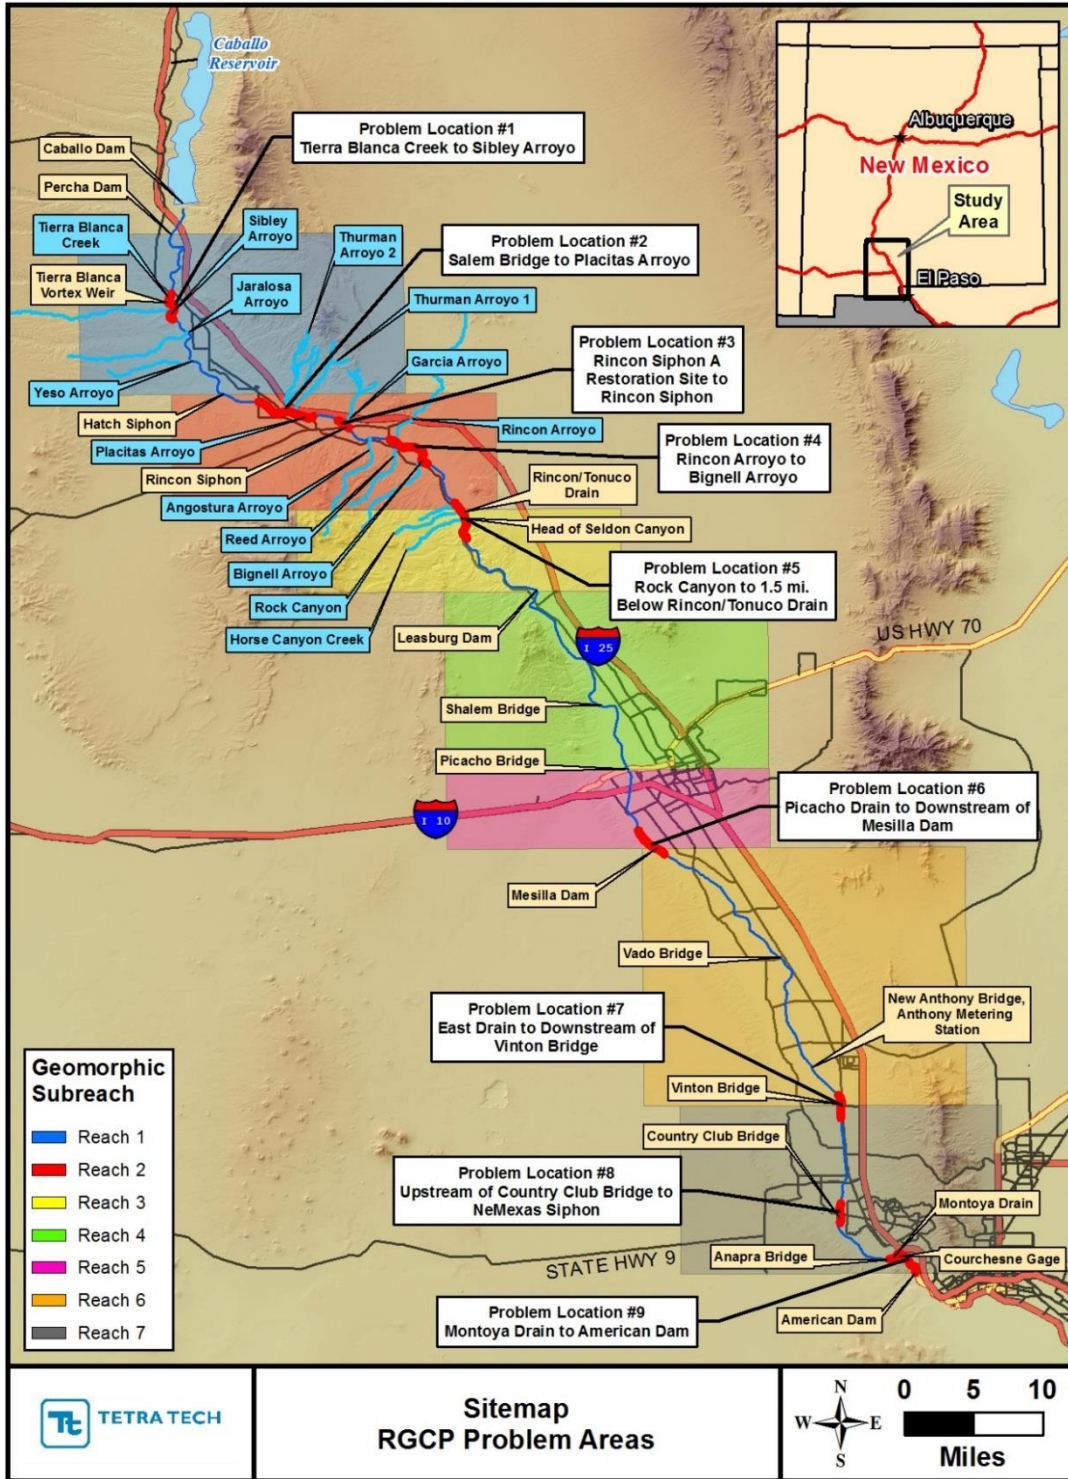 Caballo
Reservoir
Problem Location #1
Tierra Blanca Creek to Sibley Arroyo
Albuquerque
New Mexico
Study
Area
El Paso
Caballo Dam
Percha Dam
Tierra Blanca
Creek
Sibley
Arroyo
Thurman
Arroyo 2
Problem Location #2
Salem Bridge to Placitas Arroyo
Tierra Blanca
Vortex Weir
Jaralosa
Arroyo
Thurman Arroyo 1
Problem Location #3
Rincon Siphon A
Restoration Site to
Rincon Siphon
Garcia Arroyo
Yeso Arroyo
Hatch Siphon
Rincon Arroyo
Placitas Arroyo
Problem Location #4
Rincon Arroyo to
Bignell Arroyo
Rincon Siphon
Rincon/Tonuco
Drain
Angostura Arroyo
Head of Seldon Canyon
Reed Arroyo
Problem Location #5
Rock Canyon to 1.5 mi.
Below Rincon/Tonuco Drain
Bignell Arroyo
Rock Canyon
Horse Canyon Creek
Leasburg Dam
I 25
US HWY 70
Shalem Bridge
Picacho Bridge
Problem Location #6
Picacho Drain to Downstream of
Mesilla Dam
I 10
Mesilla Dam
Vado Bridge
Problem Location #7
East Drain to Downstream of
Vinton Bridge
New Anthony Bridge,
Anthony Metering
Station
Vinton Bridge
Country Club Bridge
Problem Location #8
Upstream of Country Club Bridge to
NeMexas Siphon
Montoya Drain
Anapra Bridge
Courchesne Gage
STATE HWY 9
Problem Location #9
Montoya Drain to American Dam
American Dam
Geomorphic
Subreach
Reach 1
Reach 2
Reach 3
Reach 4
Reach 5
Reach 6
Reach 7
Tt
TETRA TECH
Sitemap
RGCP Problem Areas
N
W E
S
0 5 10
Miles